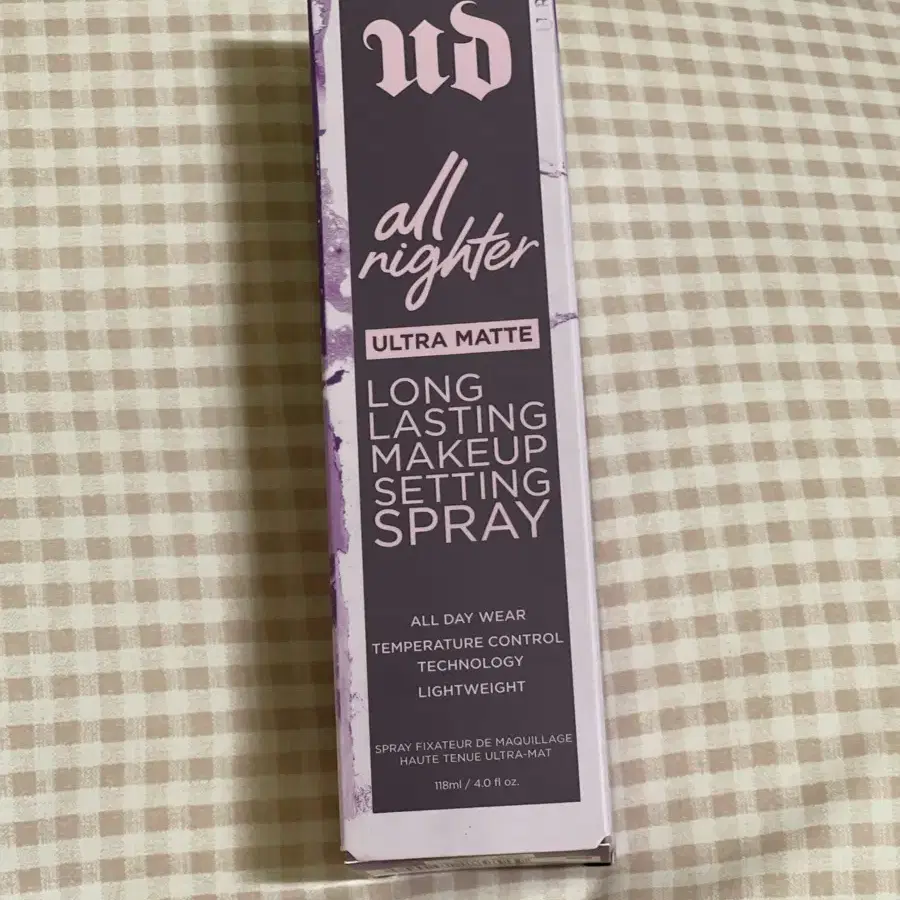 ud
all
nighter
ULTRA MATTE
LONG
LASTING
MAKEUP
SETTING
SPRAY
ALL DAY WEAR
TEMPERATURE CONTROL
TECHNOLOGY
LIGHTWEIGHT
SPRAY FIXATEUR DE MAQUILLAGE
HAUTE TENUE ULTRA-MAT
118ml / 4.0 fl oz.